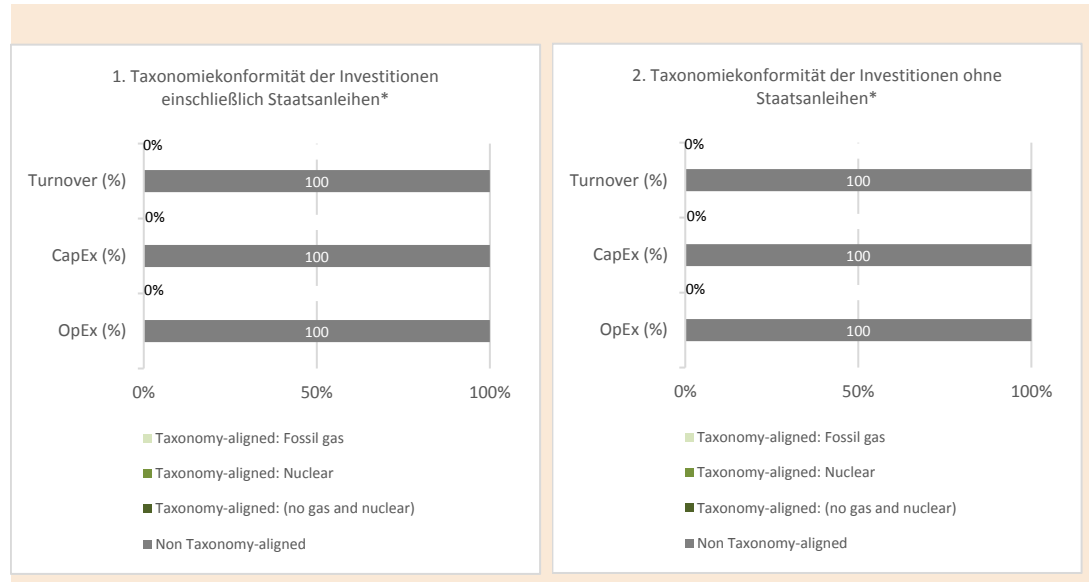 1. Taxonomiekonformität der Investitionen
einschließlich Staatsanleihen*
0%
Turnover (%)
100
0%
CapEx (%)
100
0%
OpEx (%)
100
0% 50% 100%
Taxonomy-aligned: Fossil gas
Taxonomy-aligned: Nuclear
Taxonomy-aligned: (no gas and nuclear)
Non Taxonomy-aligned
2. Taxonomiekonformität der Investitionen ohne
Staatsanleihen*
0%
Turnover (%)
100
0%
CapEx (%)
100
0%
OpEx (%)
100
0% 50% 100%
Taxonomy-aligned: Fossil gas
Taxonomy-aligned: Nuclear
Taxonomy-aligned: (no gas and nuclear)
Non Taxonomy-aligned